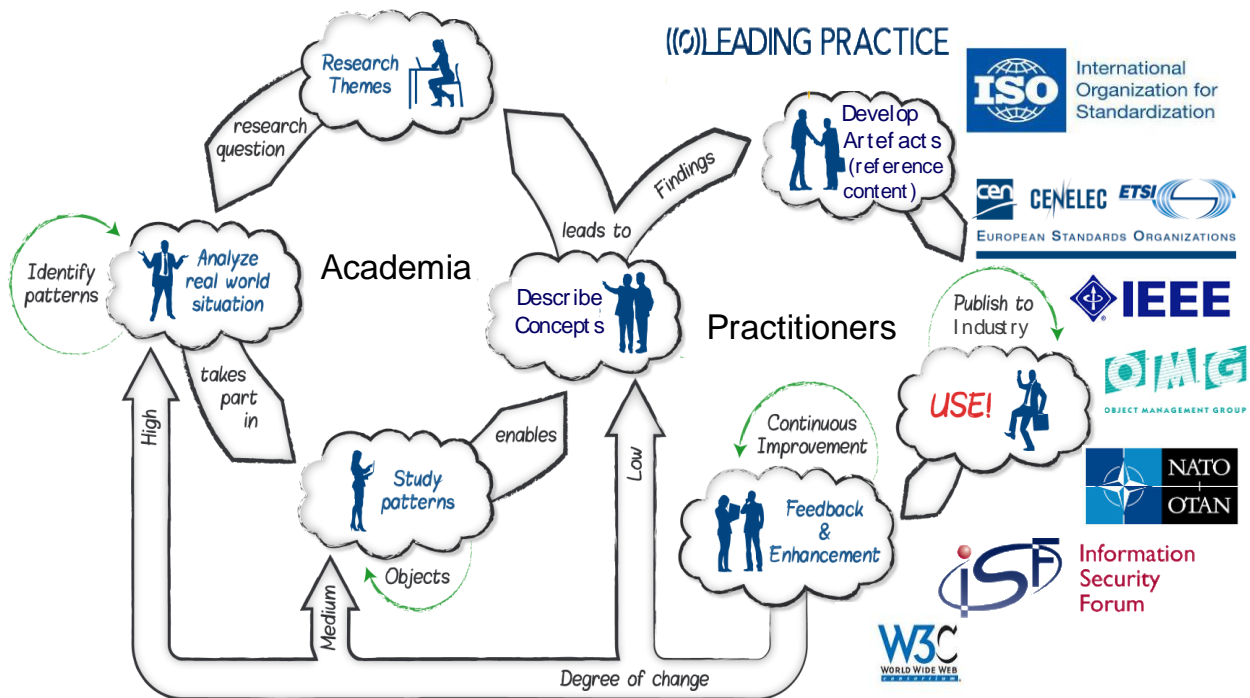 ((O))LEADING PRACTICE
ISO
International
Organization for
Standardization
Research
Themes
research
question
Develop
Artefacts
(reference
content)
Findings
leads to
cen
CENELEC
ETSI
EUROPEAN STANDARDS ORGANIZATIONS
Identify
patterns
Analyze
real world
situation
Academia
Describe
Concepts
Practitioners
Publish to
Industry
IEEE
OMG
OBJECT MANAGEMENT GROUP
USE!
takes
part
in
enables
Study
patterns
Objects
Continuous
Improvement
Feedback
&
Enhancement
NATO
OTAN
iSF
Information
Security
Forum
W3C
WORLD WIDE WEB
consortium.
High
Medium
Low
Degree of change